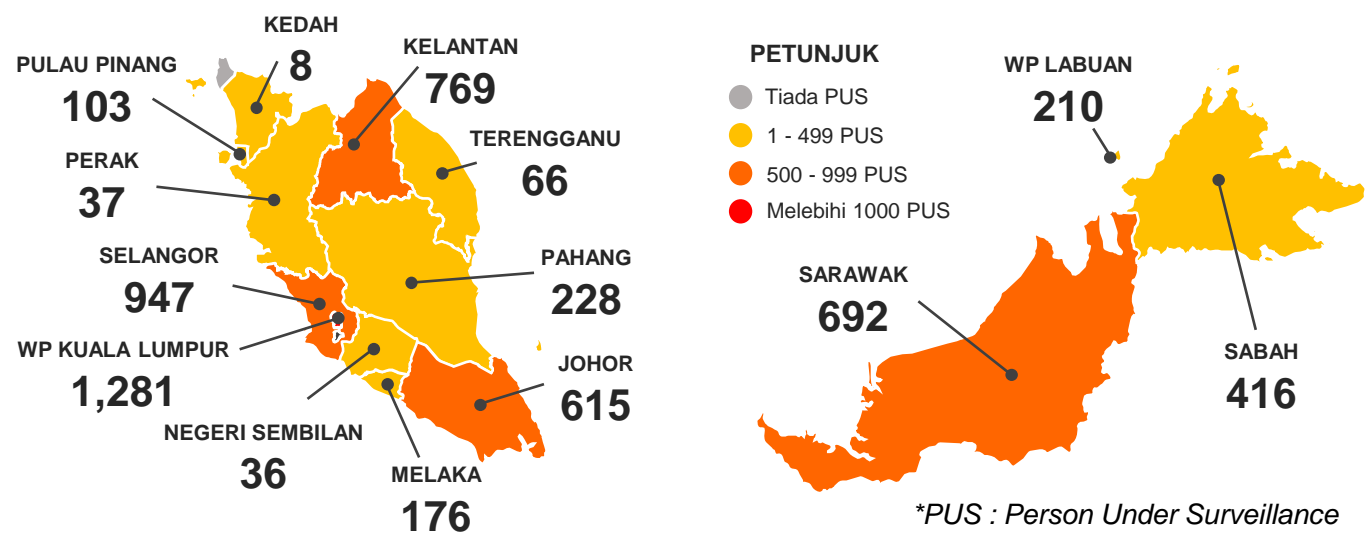 KEDAH
8
KELANTAN
769
PULAU PINANG
103
TERENGGANU
66
PERAK
37
SELANGOR
947
PAHANG
228
WP KUALA LUMPUR
1,281
JOHOR
615
NEGERI SEMBILAN
36
MELAKA
176
PETUNJUK
Tiada PUS
1 - 499 PUS
500 - 999 PUS
Melebihi 1000 PUS
WP LABUAN
210
SARAWAK
692
SABAH
416
*PUS : Person Under Surveillance